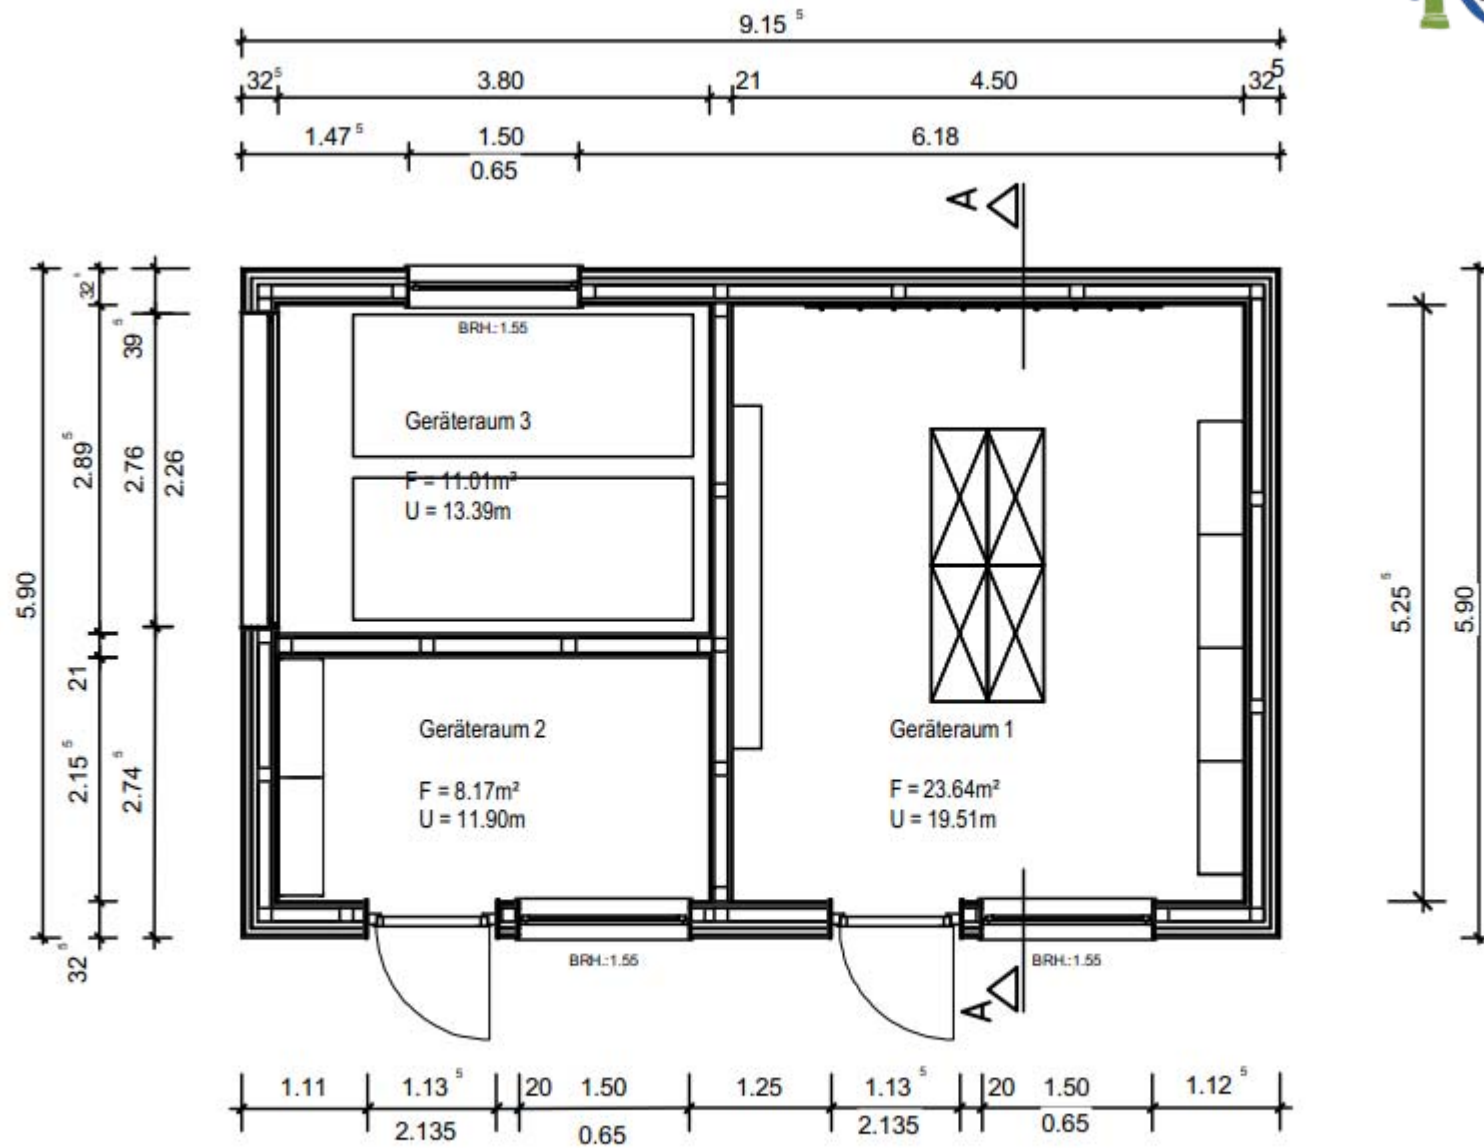 9.15 5
32 5 3.80 21 4.50 32 5
1.47 5 1.50 6.18
0.65
A
32 5
39 5
2.89 5
2.76
2.26
5.90
21
2.15 5
2.74 5
32 5
BRH.:1.55
Geräteraum 3
F = 11.01m²
U = 13.39m
Geräteraum 2
F = 8.17m²
U = 11.90m
Geräteraum 1
F = 23.64m²
U = 19.51m
5.25 5
5.90
BRH.:1.55
BRH.:1.55
A
1.11 1.13 5 20 1.50 1.25 1.13 5 20 1.50 1.12 5
2.135 0.65 2.135 0.65